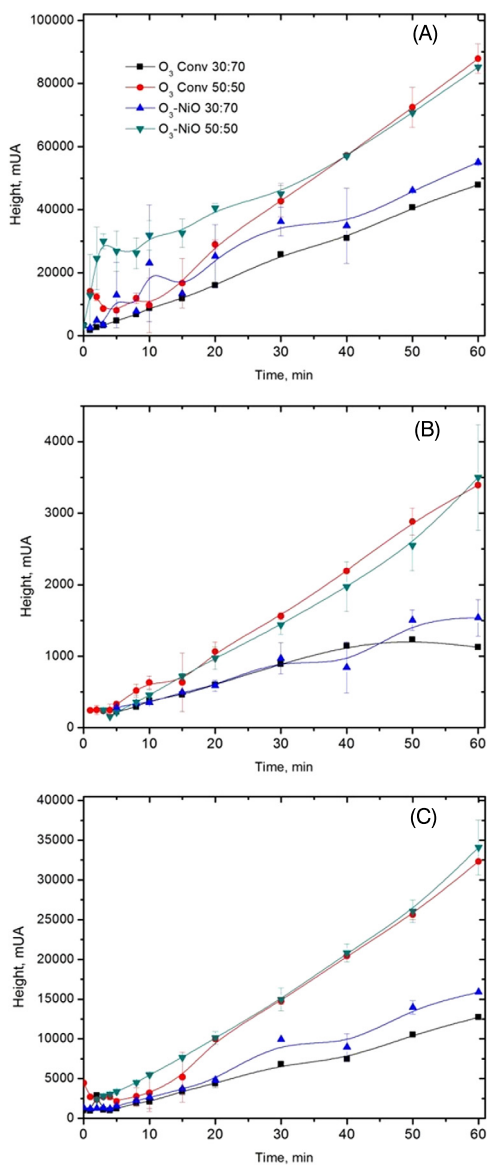 (A)
100000
80000
60000
40000
20000
0
Height, mUA
O3 Conv 30:70
O3 Conv 50:50
O3-NiO 30:70
O3-NiO 50:50
0 10 20 30 40 50 60
Time, min
(B)
4000
3000
2000
1000
0
Height, mUA
0 10 20 30 40 50 60
Time, min
(C)
40000
35000
30000
25000
20000
15000
10000
5000
0
Height, mUA
0 10 20 30 40 50 60
Time, min